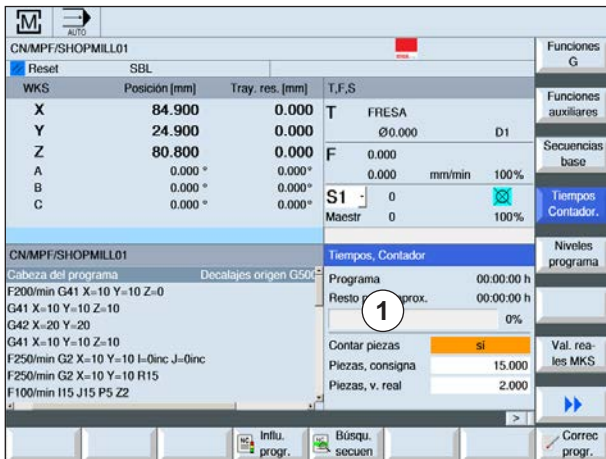 M
AUTO
CN/MPF/SHOPMILL01
Reset SBL
WKS Posición [mm] Tray. res. [mm] T,F,S
X 84.900 0.000 T FRESA
Y 24.900 0.000 Ø0.000 D1
Z 80.800 0.000 F 0.000
A 0.000 ° 0.000° 0.000 mm/min 100%
B 0.000 ° 0.000°
C 0.000 ° 0.000° S1 0
Maestr 0 100%
CN/MPF/SHOPMILL01
Cabeza del programa Decalajes origen G500
F200/min G41 X=10 Y=10 Z=0
G41 X=10 Y=10 Z=10
G42 X=20 Y=20
G41 X=10 Y=10 Z=10
F250/min G2 X=10 Y=10 I=0inc J=0inc
F250/min G2 X=10 Y=10 R15
F100/min I15 J15 P5 Z2
Tiempos, Contador
Programa 00:00:00 h
Resto prox. 00:00:00 h
1
0%
Contar piezas si
Piezas, consigna 15.000
Piezas, v. real 2.000
>
Funciones
G
Funciones
auxiliares
Secuencias
base
Tiempos
Contador.
Niveles
programa
Val. rea-
les MKS
NC Influ.
progr.
NC Búsqu.
secuen
Correc
progr.